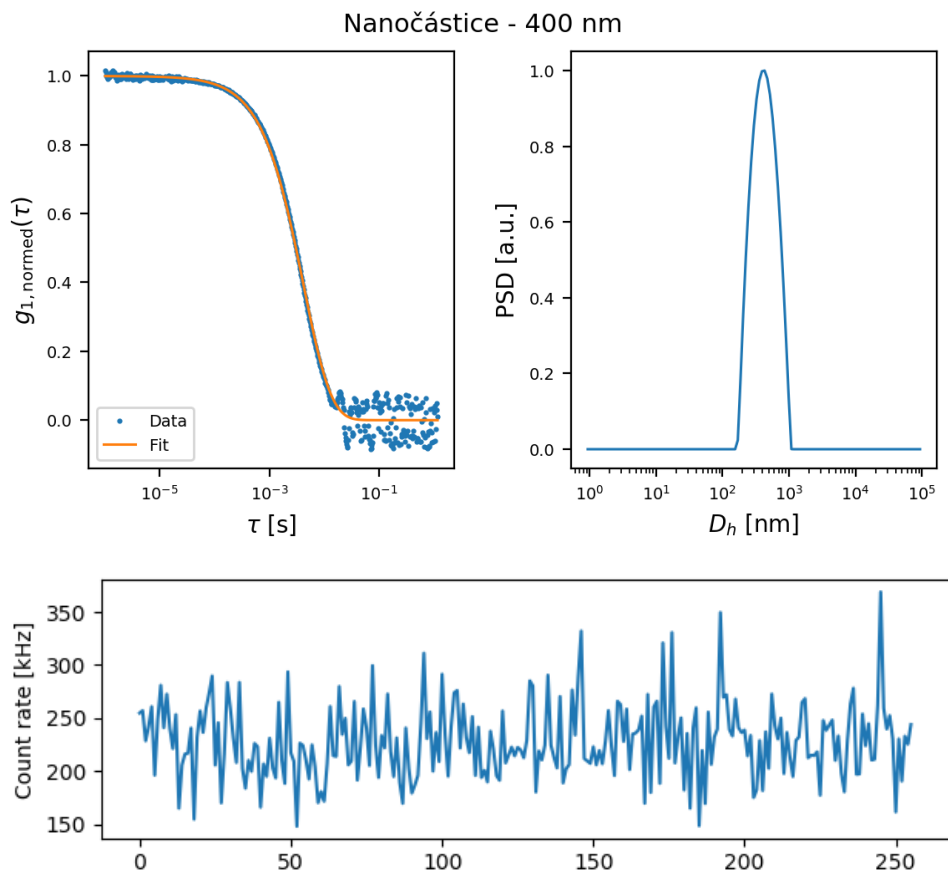 Nanočástice - 400 nm
g₁,normed(τ)
1.0
0.8
0.6
0.4
0.2
0.0
Data
Fit
10⁻⁵ 10⁻³ 10⁻¹
τ [s]
PSD [a.u.]
1.0
0.8
0.6
0.4
0.2
0.0
10⁰ 10¹ 10² 10³ 10⁴ 10⁵
Dₕ [nm]
Count rate [kHz]
350
300
250
200
150
0 50 100 150 200 250